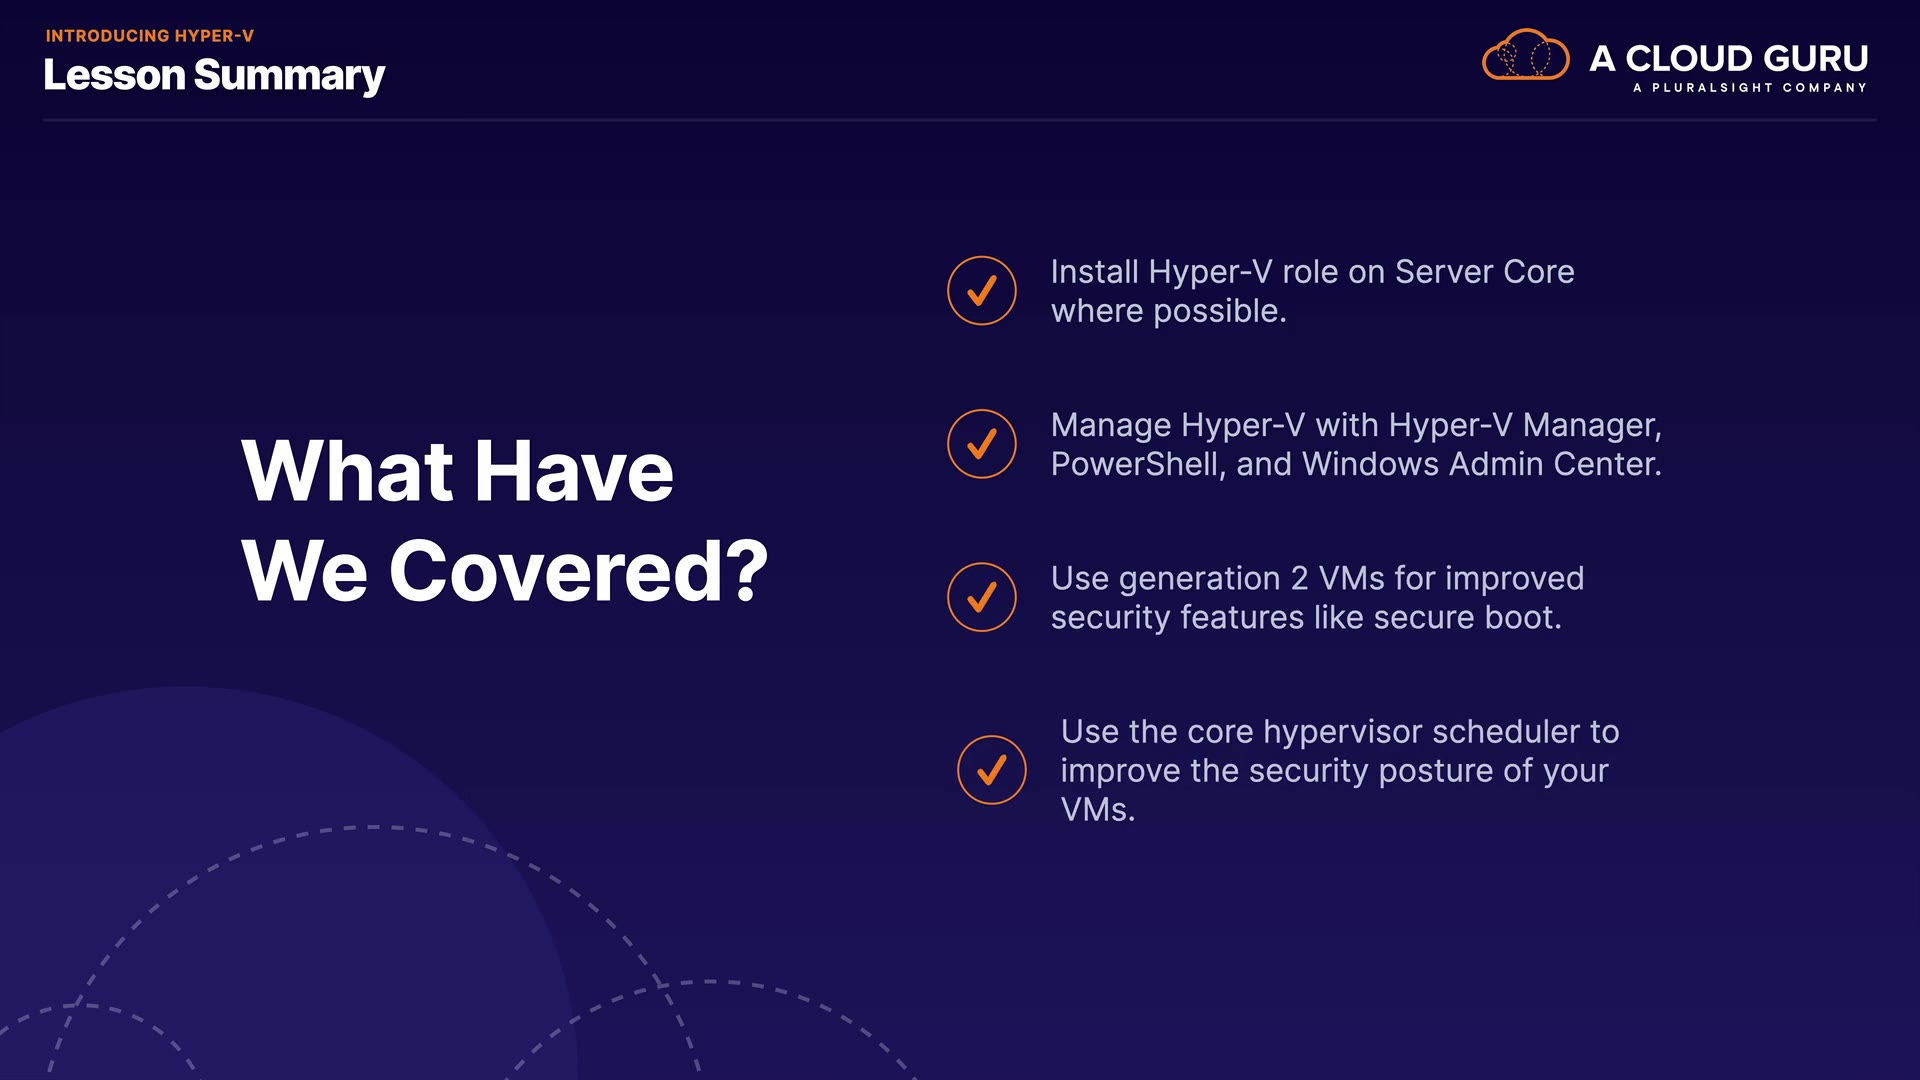 INTRODUCING HYPER-V
Lesson Summary
A CLOUD GURU
A PLURALSIGHT COMPANY
What Have
We Covered?
Install Hyper-V role on Server Core
where possible.
Manage Hyper-V with Hyper-V Manager,
PowerShell, and Windows Admin Center.
Use generation 2 VMs for improved
security features like secure boot.
Use the core hypervisor scheduler to
improve the security posture of your
VMs.